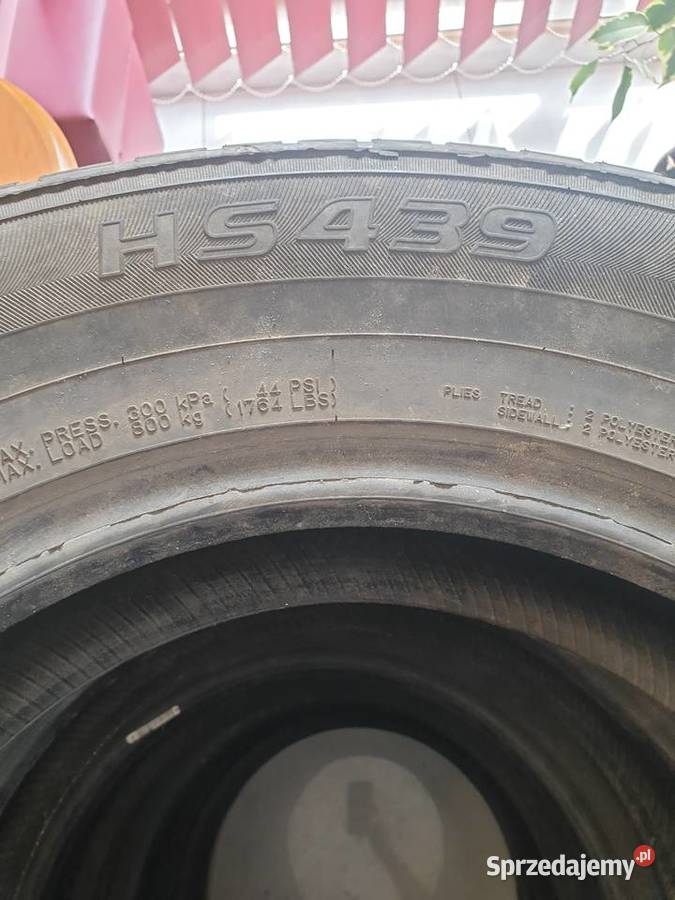 HS439
MAX. PRESS. 300 kPa ( 44 PSI )
MAX. LOAD 800 kg (1764 LBS)
PLIES TREAD : 2 POLYESTER
SIDEWALL : 2 POLYESTER
Sprzedajemy.pl